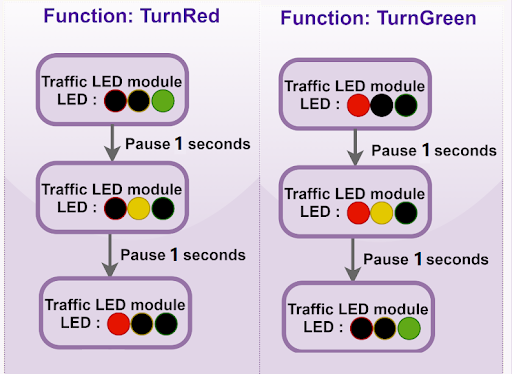 Function: TurnRed
Traffic LED module
LED :
Pause 1 seconds
Traffic LED module
LED :
Pause 1 seconds
Traffic LED module
LED :
Function: TurnGreen
Traffic LED module
LED :
Pause 1 seconds
Traffic LED module
LED :
Pause 1 seconds
Traffic LED module
LED :